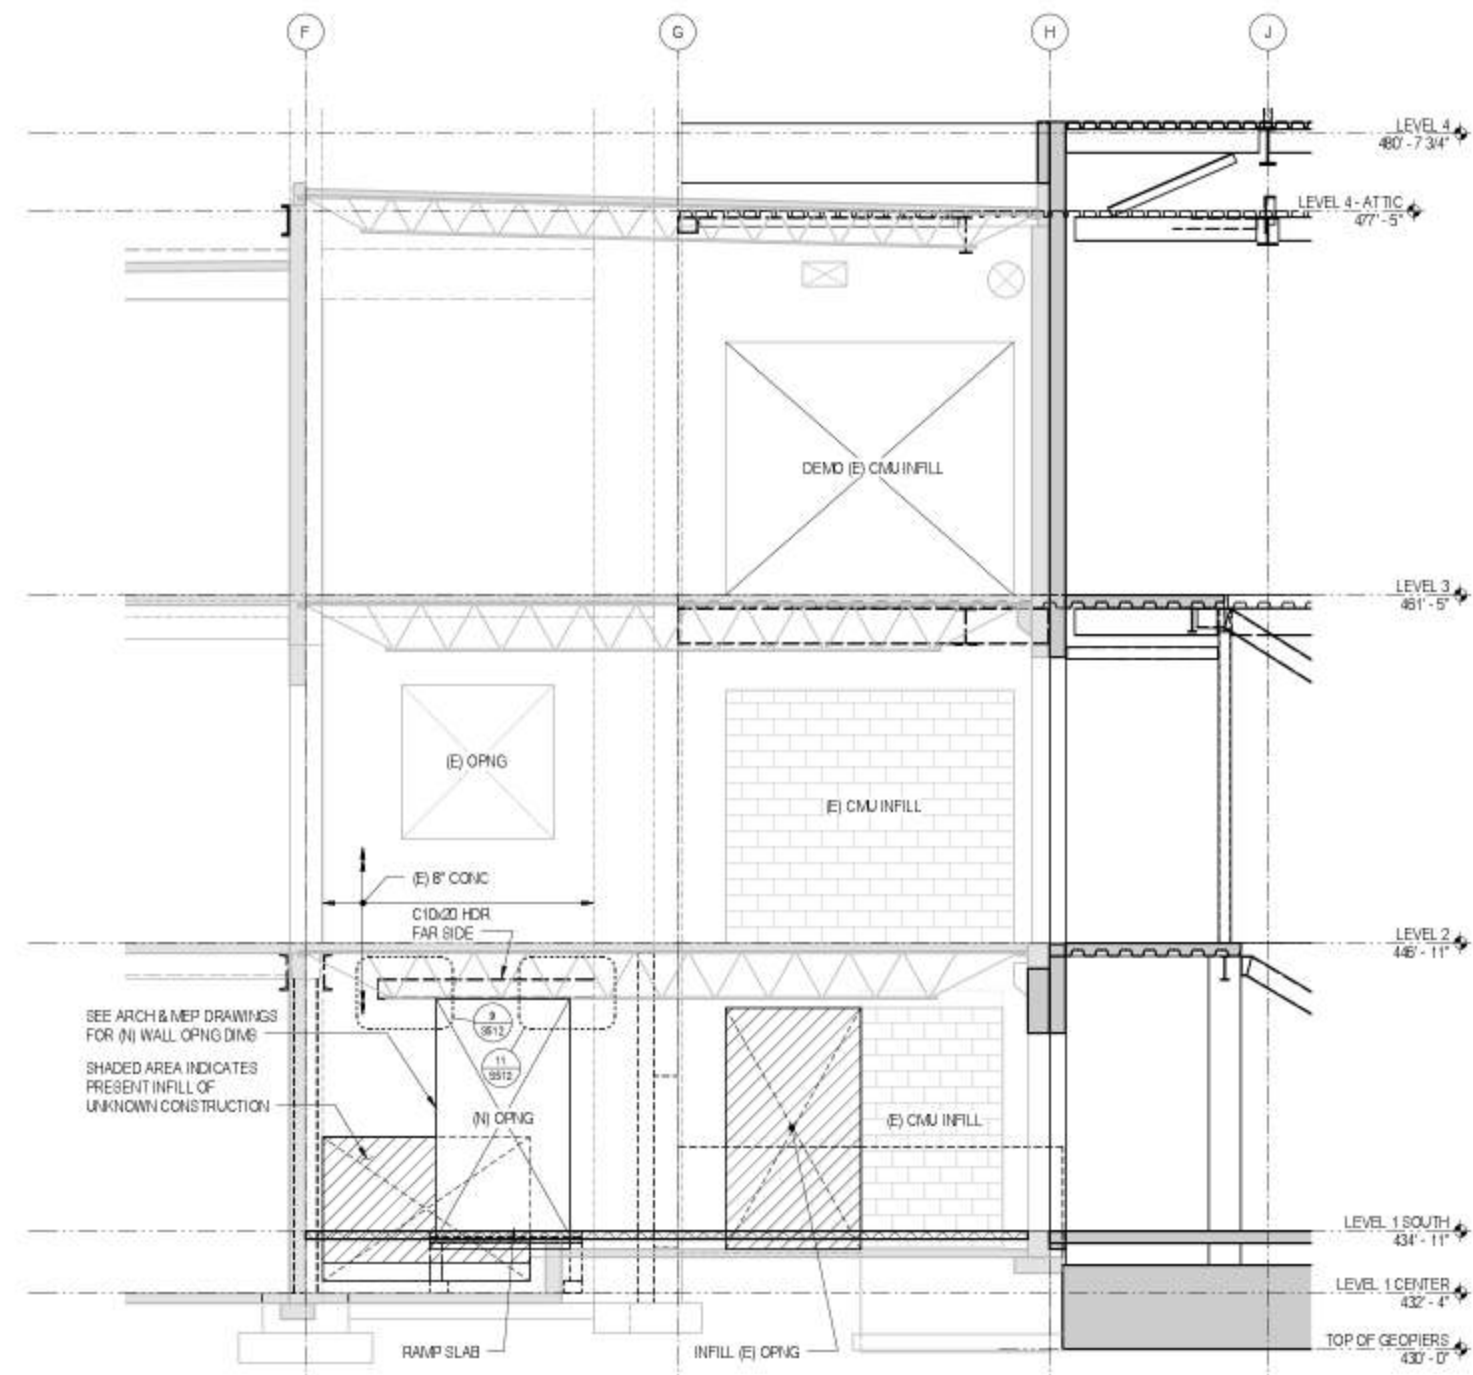 F
G
H
J
LEVEL 4
480' - 7 3/4"
LEVEL 4 - ATTIC
477' - 5"
DEMO (E) CMU INFILL
LEVEL 3
461' - 5"
(E) OPNG
(E) CMU INFILL
(E) 8" CONC
C10x20 HDR
FAR SIDE
LEVEL 2
446' - 11"
SEE ARCH & MEP DRAWINGS
FOR (N) WALL OPNG DIMS
9
S512
SHADED AREA INDICATES
PRESENT INFILL OF
UNKNOWN CONSTRUCTION
11
S512
(N) OPNG
(E) CMU INFILL
LEVEL 1 SOUTH
434' - 11"
LEVEL 1 CENTER
432' - 4"
RAMP SLAB
INFILL (E) OPNG
TOP OF GEOPIERS
430' - 0"